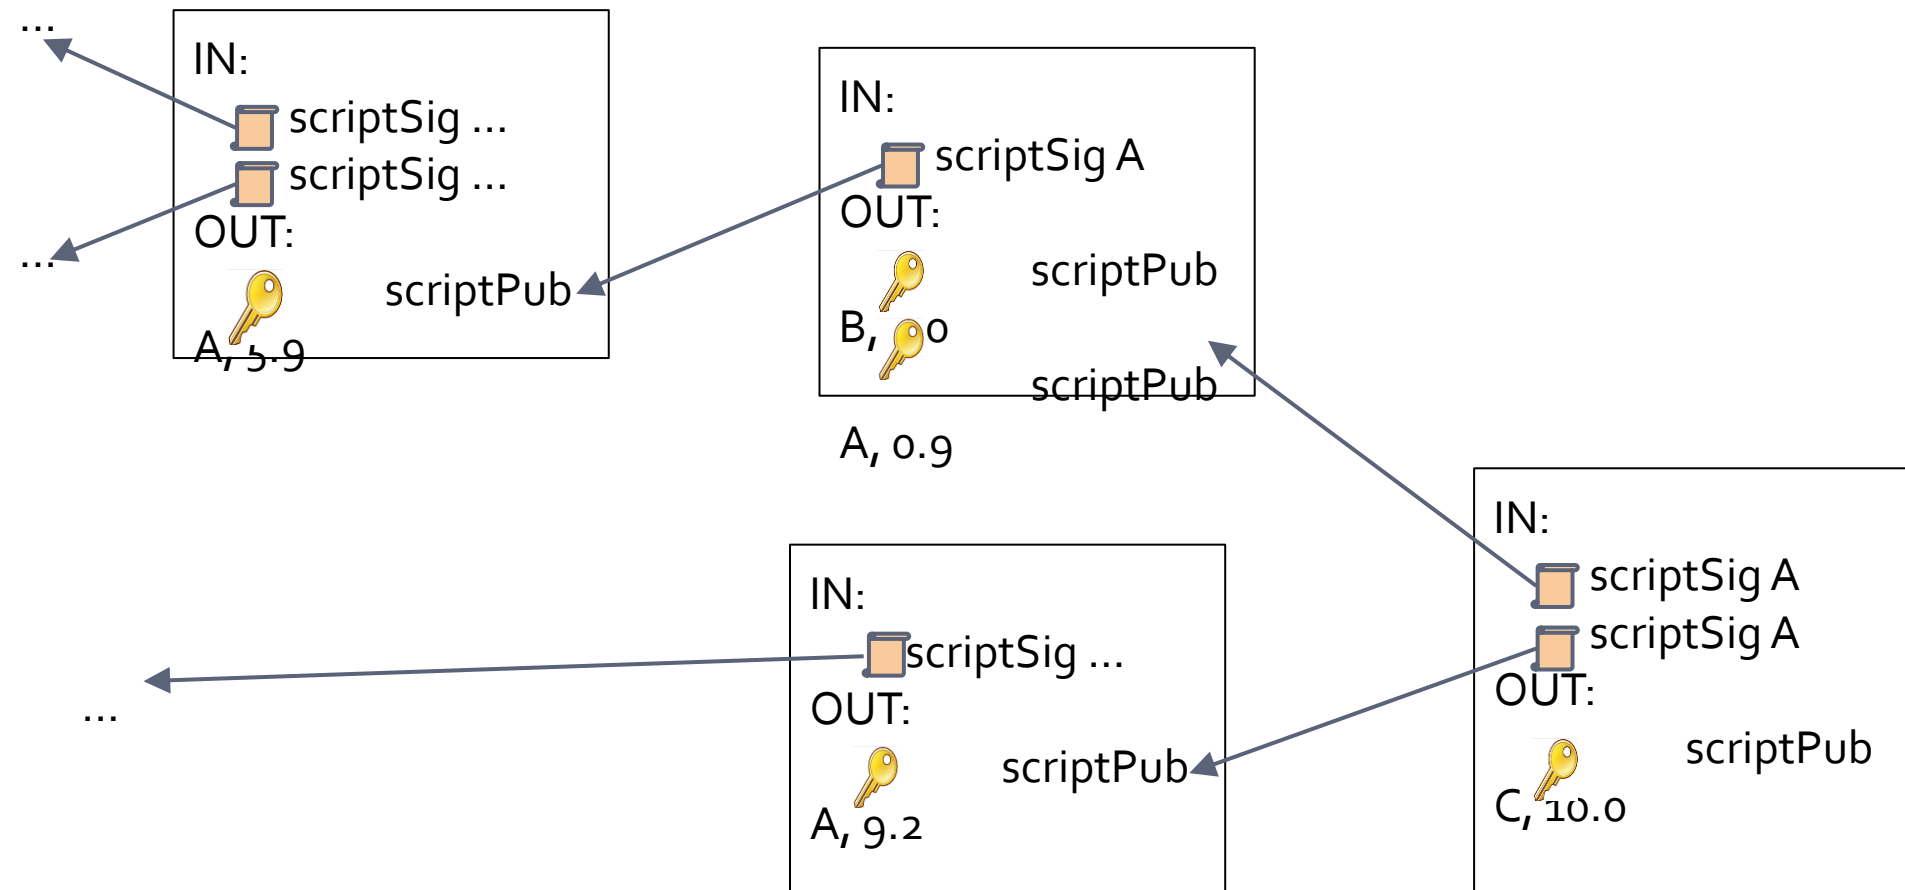 ...
IN:
scriptSig ...
scriptSig ...
OUT:
scriptPub
A, 5.9
...
IN:
scriptSig A
OUT:
scriptPub
B, 0
scriptPub
A, 0.9
IN:
scriptSig ...
OUT:
scriptPub
A, 9.2
...
IN:
scriptSig A
scriptSig A
OUT:
scriptPub
C, 10.0